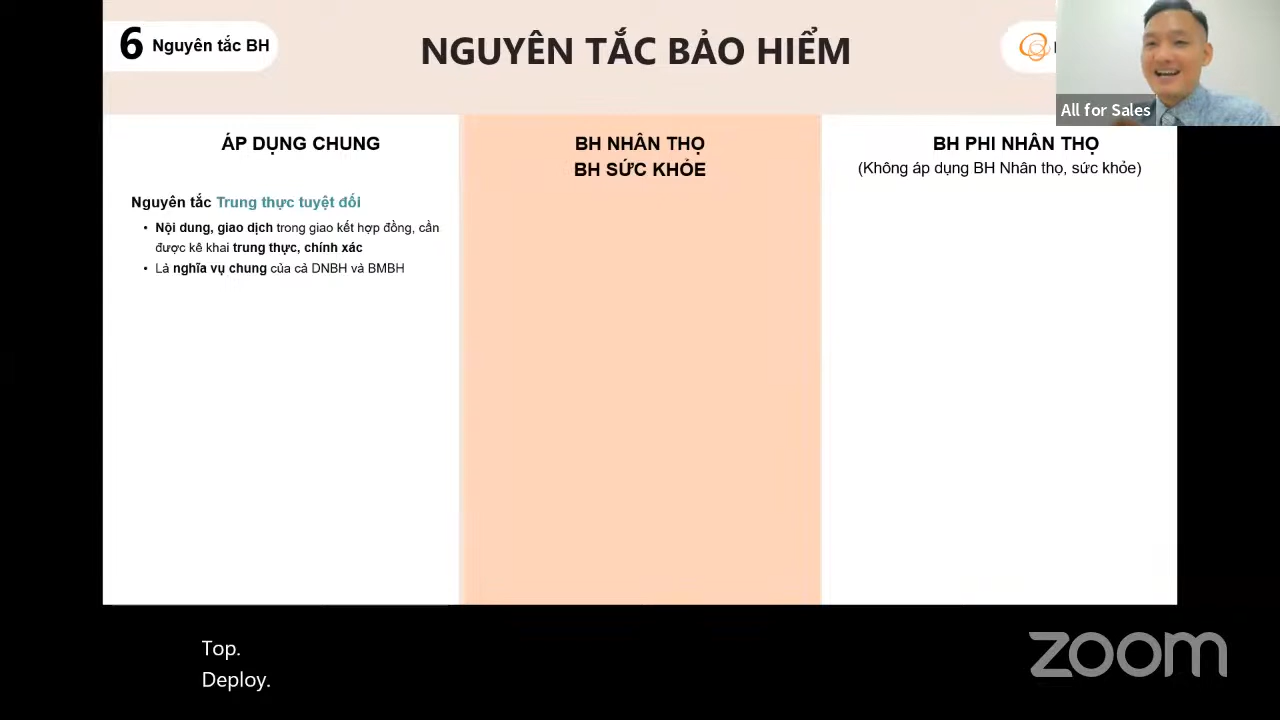 6 Nguyên tắc BH
NGUYÊN TẮC BẢO HIỂM
All for Sales
ÁP DỤNG CHUNG
Nguyên tắc Trung thực tuyệt đối
• Nội dung, giao dịch trong giao kết hợp đồng, cần
được kê khai trung thực, chính xác
• Là nghĩa vụ chung của cả DNBH và BMBH
BH NHÂN THỌ
BH SỨC KHỎE
BH PHI NHÂN THỌ
(Không áp dụng BH Nhân thọ, sức khỏe)
Top.
Deploy.
zoom